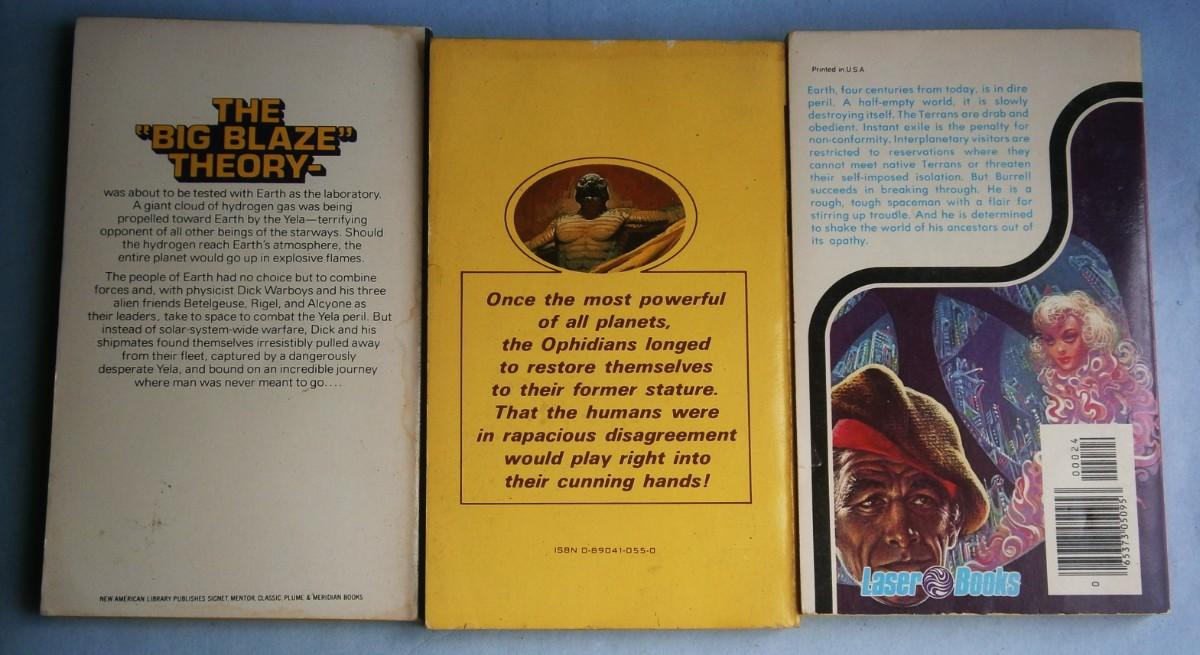 THE
"BIG BLAZE"
THEORY-
was about to be tested with Earth as the laboratory.
A giant cloud of hydrogen gas was being
propelled toward Earth by the Yela—terrifying
opponent of all other beings of the starways. Should
the hydrogen reach Earth's atmosphere, the
entire planet would go up in explosive flames.
The people of Earth had no choice but to combine
forces and, with physicist Dick Warboys and his three
alien friends Betelgeuse, Rigel, and Alcyone as
their leaders, take to space to combat the Yela peril. But
instead of solar-system-wide warfare, Dick and his
shipmates found themselves irresistibly pulled away
from their fleet, captured by a dangerously
desperate Yela, and bound on an incredible journey
where man was never meant to go....
NEW AMERICAN LIBRARY PUBLISHES SIGNET, MENTOR, CLASSIC, PLUME & MERIDIAN BOOKS
Once the most powerful
of all planets,
the Ophidians longed
to restore themselves
to their former stature.
That the humans were
in rapacious disagreement
would play right into
their cunning hands!
ISBN 0-89041-055-0
Printed in U.S.A
Earth, four centuries from today, is in dire
peril. A half-empty world, it is slowly
destroying itself. The Terrans are drab and
obedient. Instant exile is the penalty for
non-conformity. Interplanetary visitors are
restricted to reservations where they
cannot meet native Terrans or threaten
their self-imposed isolation. But Burrell
succeeds in breaking through. He is a
rough, tough spaceman with a flair for
stirring up trouble. And he is determined
to shake the world of his ancestors out of
its apathy.
00024
0 65373 05095
Laser Books